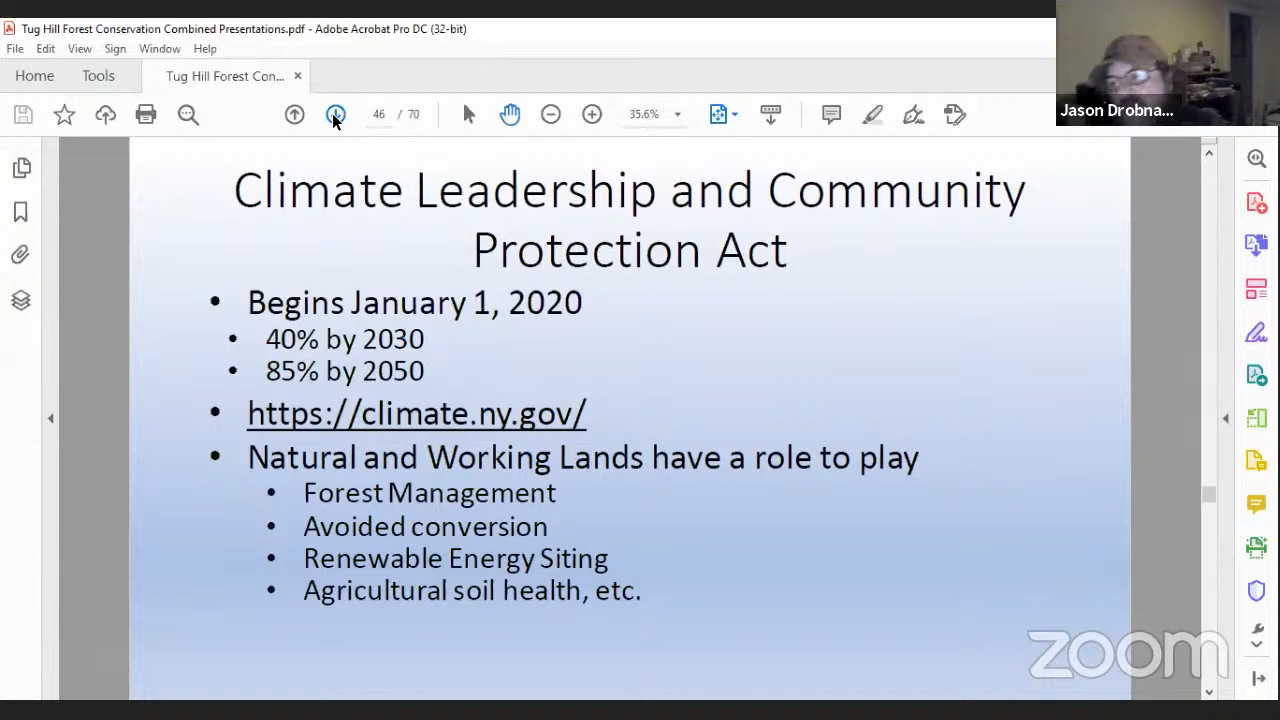 Tug Hill Forest Conservation Combined Presentations.pdf - Adobe Acrobat Pro DC (32-bit)
File Edit View Sign Window Help
Home Tools Tug Hill Forest Con... ×
46 / 70 35.6%
Jason Drobna...
Climate Leadership and Community
Protection Act
• Begins January 1, 2020
• 40% by 2030
• 85% by 2050
• https://climate.ny.gov/
• Natural and Working Lands have a role to play
• Forest Management
• Avoided conversion
• Renewable Energy Siting
• Agricultural soil health, etc.
zoom